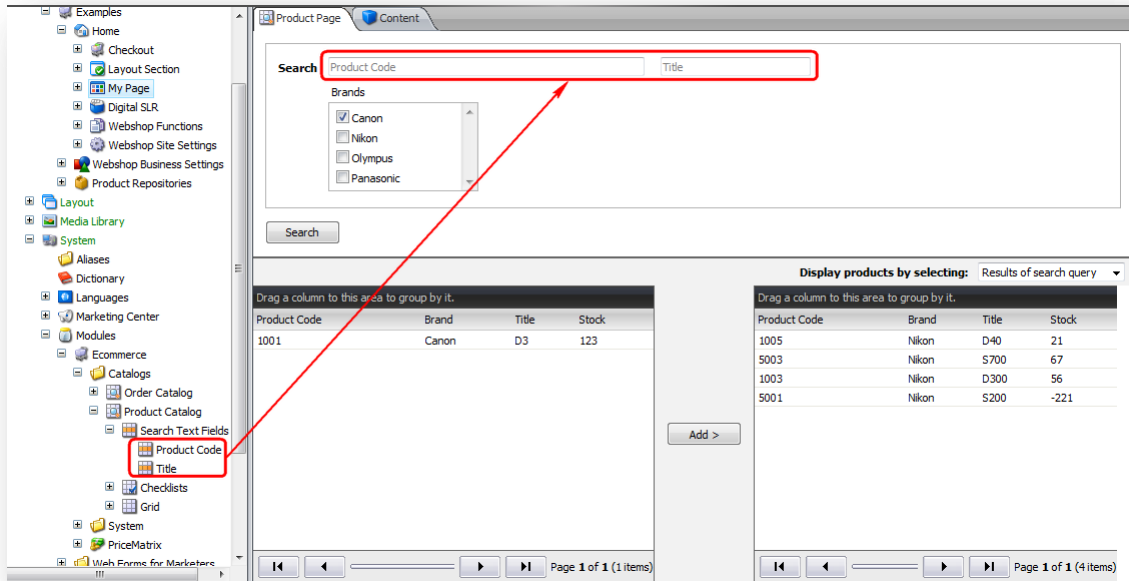 Examples
Home
Checkout
Layout Section
My Page
Digital SLR
Webshop Functions
Webshop Site Settings
Webshop Business Settings
Product Repositories
Layout
Media Library
System
Aliases
Dictionary
Languages
Marketing Center
Modules
Ecommerce
Catalogs
Order Catalog
Product Catalog
Search Text Fields
Product Code
Title
Checklists
Grid
System
PriceMatrix
Web Forms for Marketers
Product Page Content
Search Product Code Title
Brands
Canon
Nikon
Olympus
Panasonic
Search
Display products by selecting: Results of search query
Drag a column to this area to group by it.
Product Code Brand Title Stock
1001 Canon D3 123
Page 1 of 1 (1 items)
Add >
Drag a column to this area to group by it.
Product Code Brand Title Stock
1005 Nikon D40 21
5003 Nikon S700 67
1003 Nikon D300 56
5001 Nikon S200 -221
Page 1 of 1 (4 items)